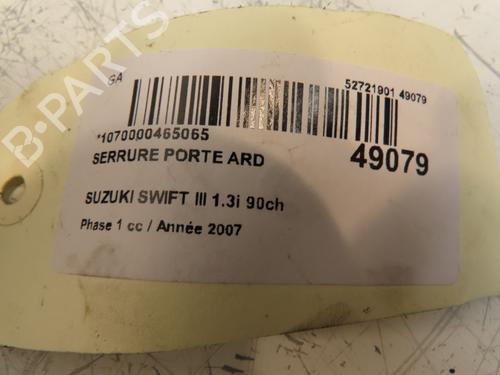 GA
52721901 49079
*1070000465065
SERRURE PORTE ARD
49079
SUZUKI SWIFT III 1.3i 90ch
Phase 1 cc / Année 2007
B-PARTS